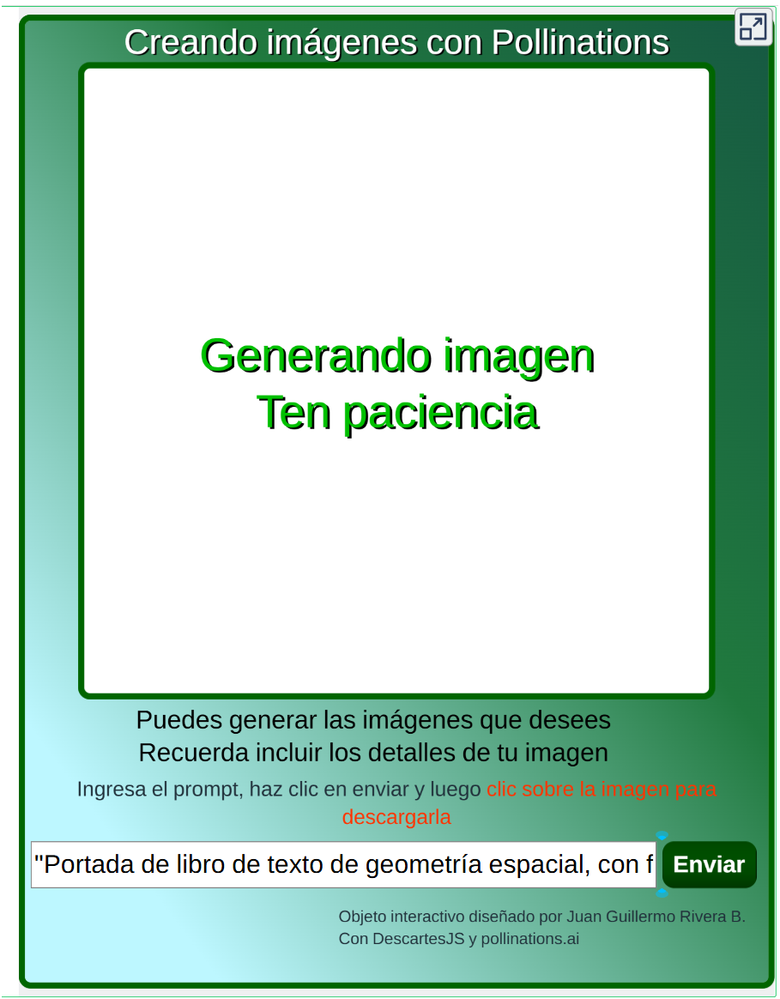 Creando imágenes con Pollinations
Generando imagen
Ten paciencia
Puedes generar las imágenes que desees
Recuerda incluir los detalles de tu imagen
Ingresa el prompt, haz clic en enviar y luego clic sobre la imagen para
descargarla
"Portada de libro de texto de geometría espacial, con f
Enviar
Objeto interactivo diseñado por Juan Guillermo Rivera B.
Con DescartesJS y pollinations.ai